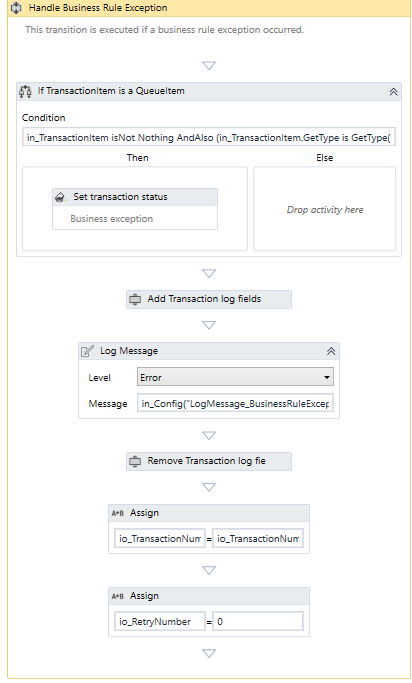 Handle Business Rule Exception
This transition is executed if a business rule exception occurred.
If TransactionItem is a QueueItem
Condition
in_TransactionItem isNot Nothing AndAlso (in_TransactionItem.GetType is GetType(
Then
Else
Set transaction status
Business exception
Drop activity here
Add Transaction log fields
Log Message
Level
Error
Message
in_Config("LogMessage_BusinessRuleExcep
Remove Transaction log fie
A+B Assign
io_TransactionNum = io_TransactionNum
A+B Assign
io_RetryNumber = 0